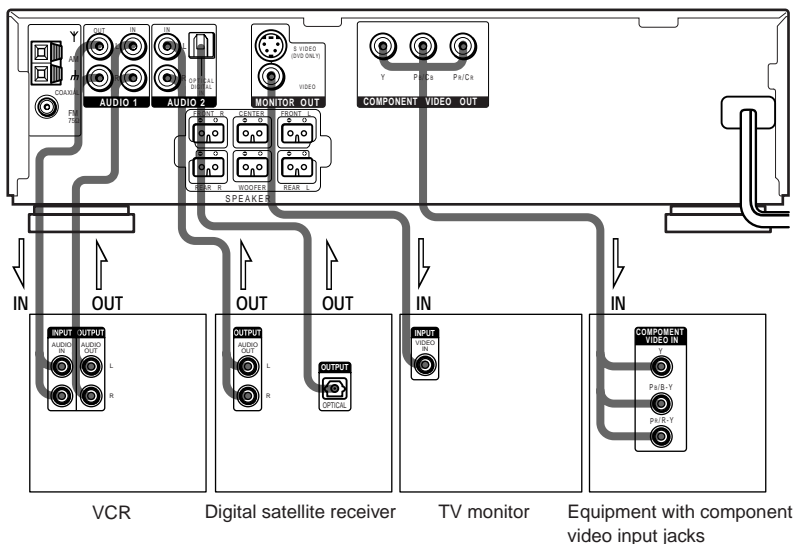 OUT IN IN
L
AM
S VIDEO
(DVD ONLY)
R R
OPTICAL
DIGITAL
VIDEO
Y PB/CB PR/CR
COAXIAL
FM
75Ω
AUDIO 1 AUDIO 2 MONITOR OUT COMPONENT VIDEO OUT
FRONT R CENTER FRONT L
REAR R WOOFER REAR L
SPEAKER
IN OUT OUT OUT IN IN
INPUT OUTPUT
AUDIO IN
AUDIO OUT
L
R
OUTPUT
AUDIO OUT
L
R
OUTPUT
OPTICAL
INPUT
VIDEO IN
COMPOMENT
VIDEO IN
Y
PB/B-Y
PR/R-Y
VCR
Digital satellite receiver
TV monitor
Equipment with component
video input jacks